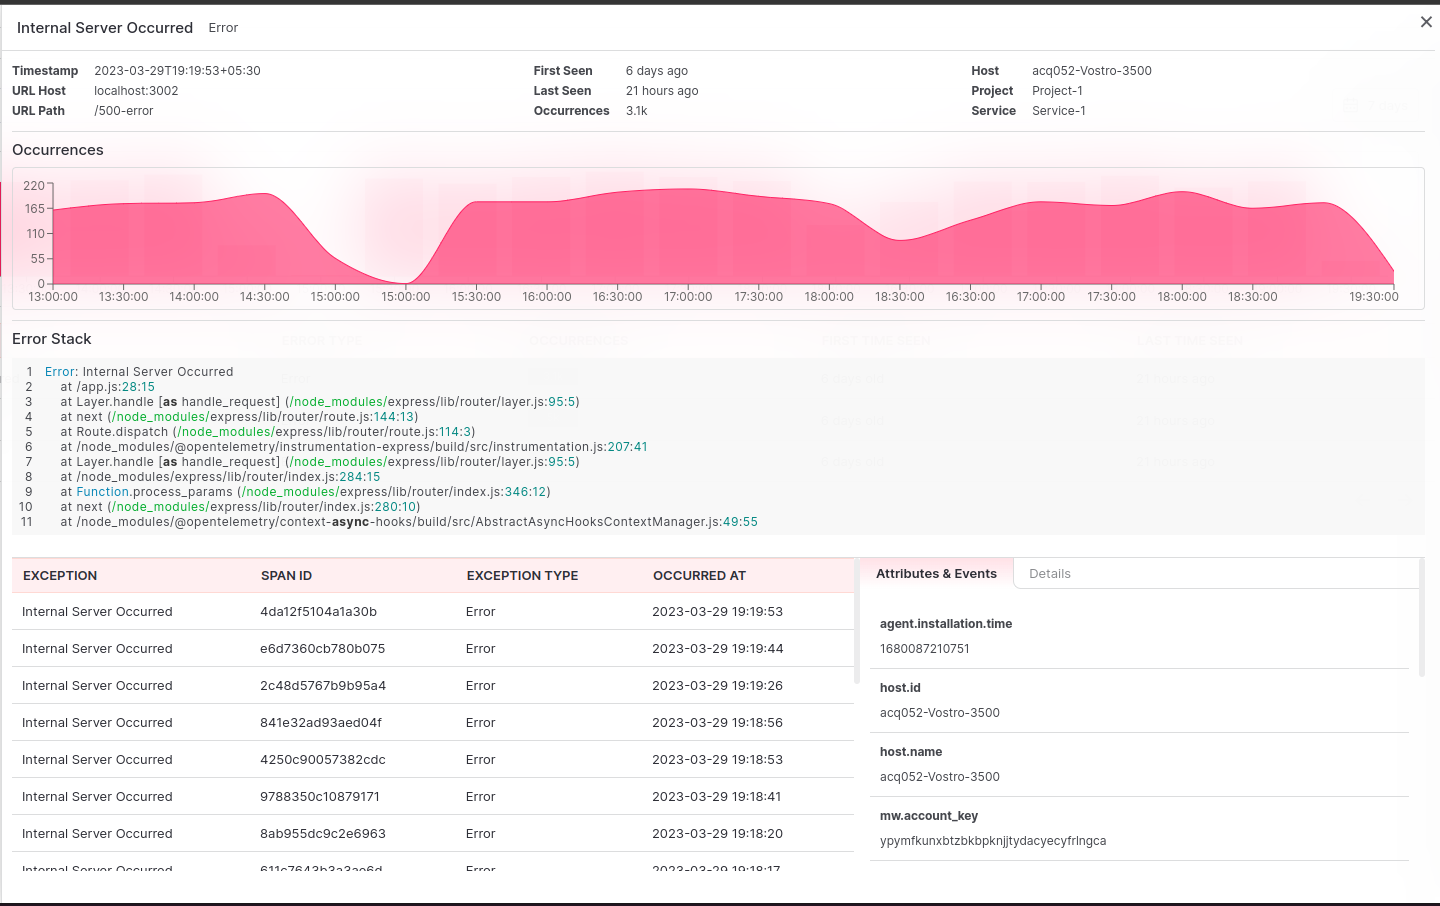 Internal Server Occurred Error
Timestamp 2023-03-29T19:19:53+05:30 First Seen 6 days ago Host acq052-Vostro-3500
URL Host localhost:3002 Last Seen 21 hours ago Project Project-1
URL Path /500-error Occurrences 3.1k Service Service-1
Occurrences
220
165
110
55
0
13:00:00 13:30:00 14:00:00 14:30:00 15:00:00 15:00:00 15:30:00 16:00:00 16:30:00 17:00:00 17:30:00 18:00:00 18:30:00 16:30:00 17:00:00 17:30:00 18:00:00 18:30:00 19:30:00
Error Stack
1 Error: Internal Server Occurred
2 at /app.js:28:15
3 at Layer.handle [as handle_request] (/node_modules/express/lib/router/layer.js:95:5)
4 at next (/node_modules/express/lib/router/route.js:144:13)
5 at Route.dispatch (/node_modules/express/lib/router/route.js:114:3)
6 at /node_modules/@opentelemetry/instrumentation-express/build/src/instrumentation.js:207:41
7 at Layer.handle [as handle_request] (/node_modules/express/lib/router/layer.js:95:5)
8 at /node_modules/express/lib/router/index.js:284:15
9 at Function.process_params (/node_modules/express/lib/router/index.js:346:12)
10 at next (/node_modules/express/lib/router/index.js:280:10)
11 at /node_modules/@opentelemetry/context-async-hooks/build/src/AbstractAsyncHooksContextManager.js:49:55
EXCEPTION SPAN ID EXCEPTION TYPE OCCURRED AT
Internal Server Occurred 4da12f5104a1a30b Error 2023-03-29 19:19:53
Internal Server Occurred e6d7360cb780b075 Error 2023-03-29 19:19:44
Internal Server Occurred 2c48d5767b9b95a4 Error 2023-03-29 19:19:26
Internal Server Occurred 841e32ad93aed04f Error 2023-03-29 19:18:56
Internal Server Occurred 4250c90057382cdc Error 2023-03-29 19:18:53
Internal Server Occurred 9788350c10879171 Error 2023-03-29 19:18:41
Internal Server Occurred 8ab955dc9c2e6963 Error 2023-03-29 19:18:20
Internal Server Occurred 611c7643b3a3ae6d Error 2023-03-29 19:18:17
Attributes & Events Details
agent.installation.time
1680087210751
host.id
acq052-Vostro-3500
host.name
acq052-Vostro-3500
mw.account_key
ypymfkunxbtzbkbpknjjtydacyecyfrlngca